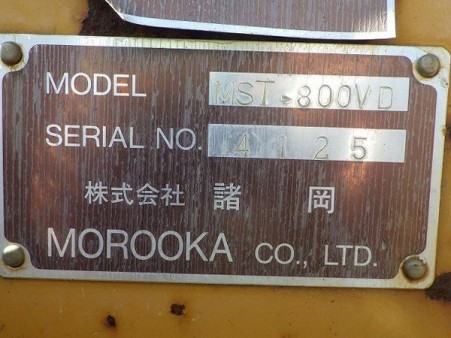 MODEL MST-800VD
SERIAL NO. 4125
株式会社 諸岡
MOROOKA CO., LTD.